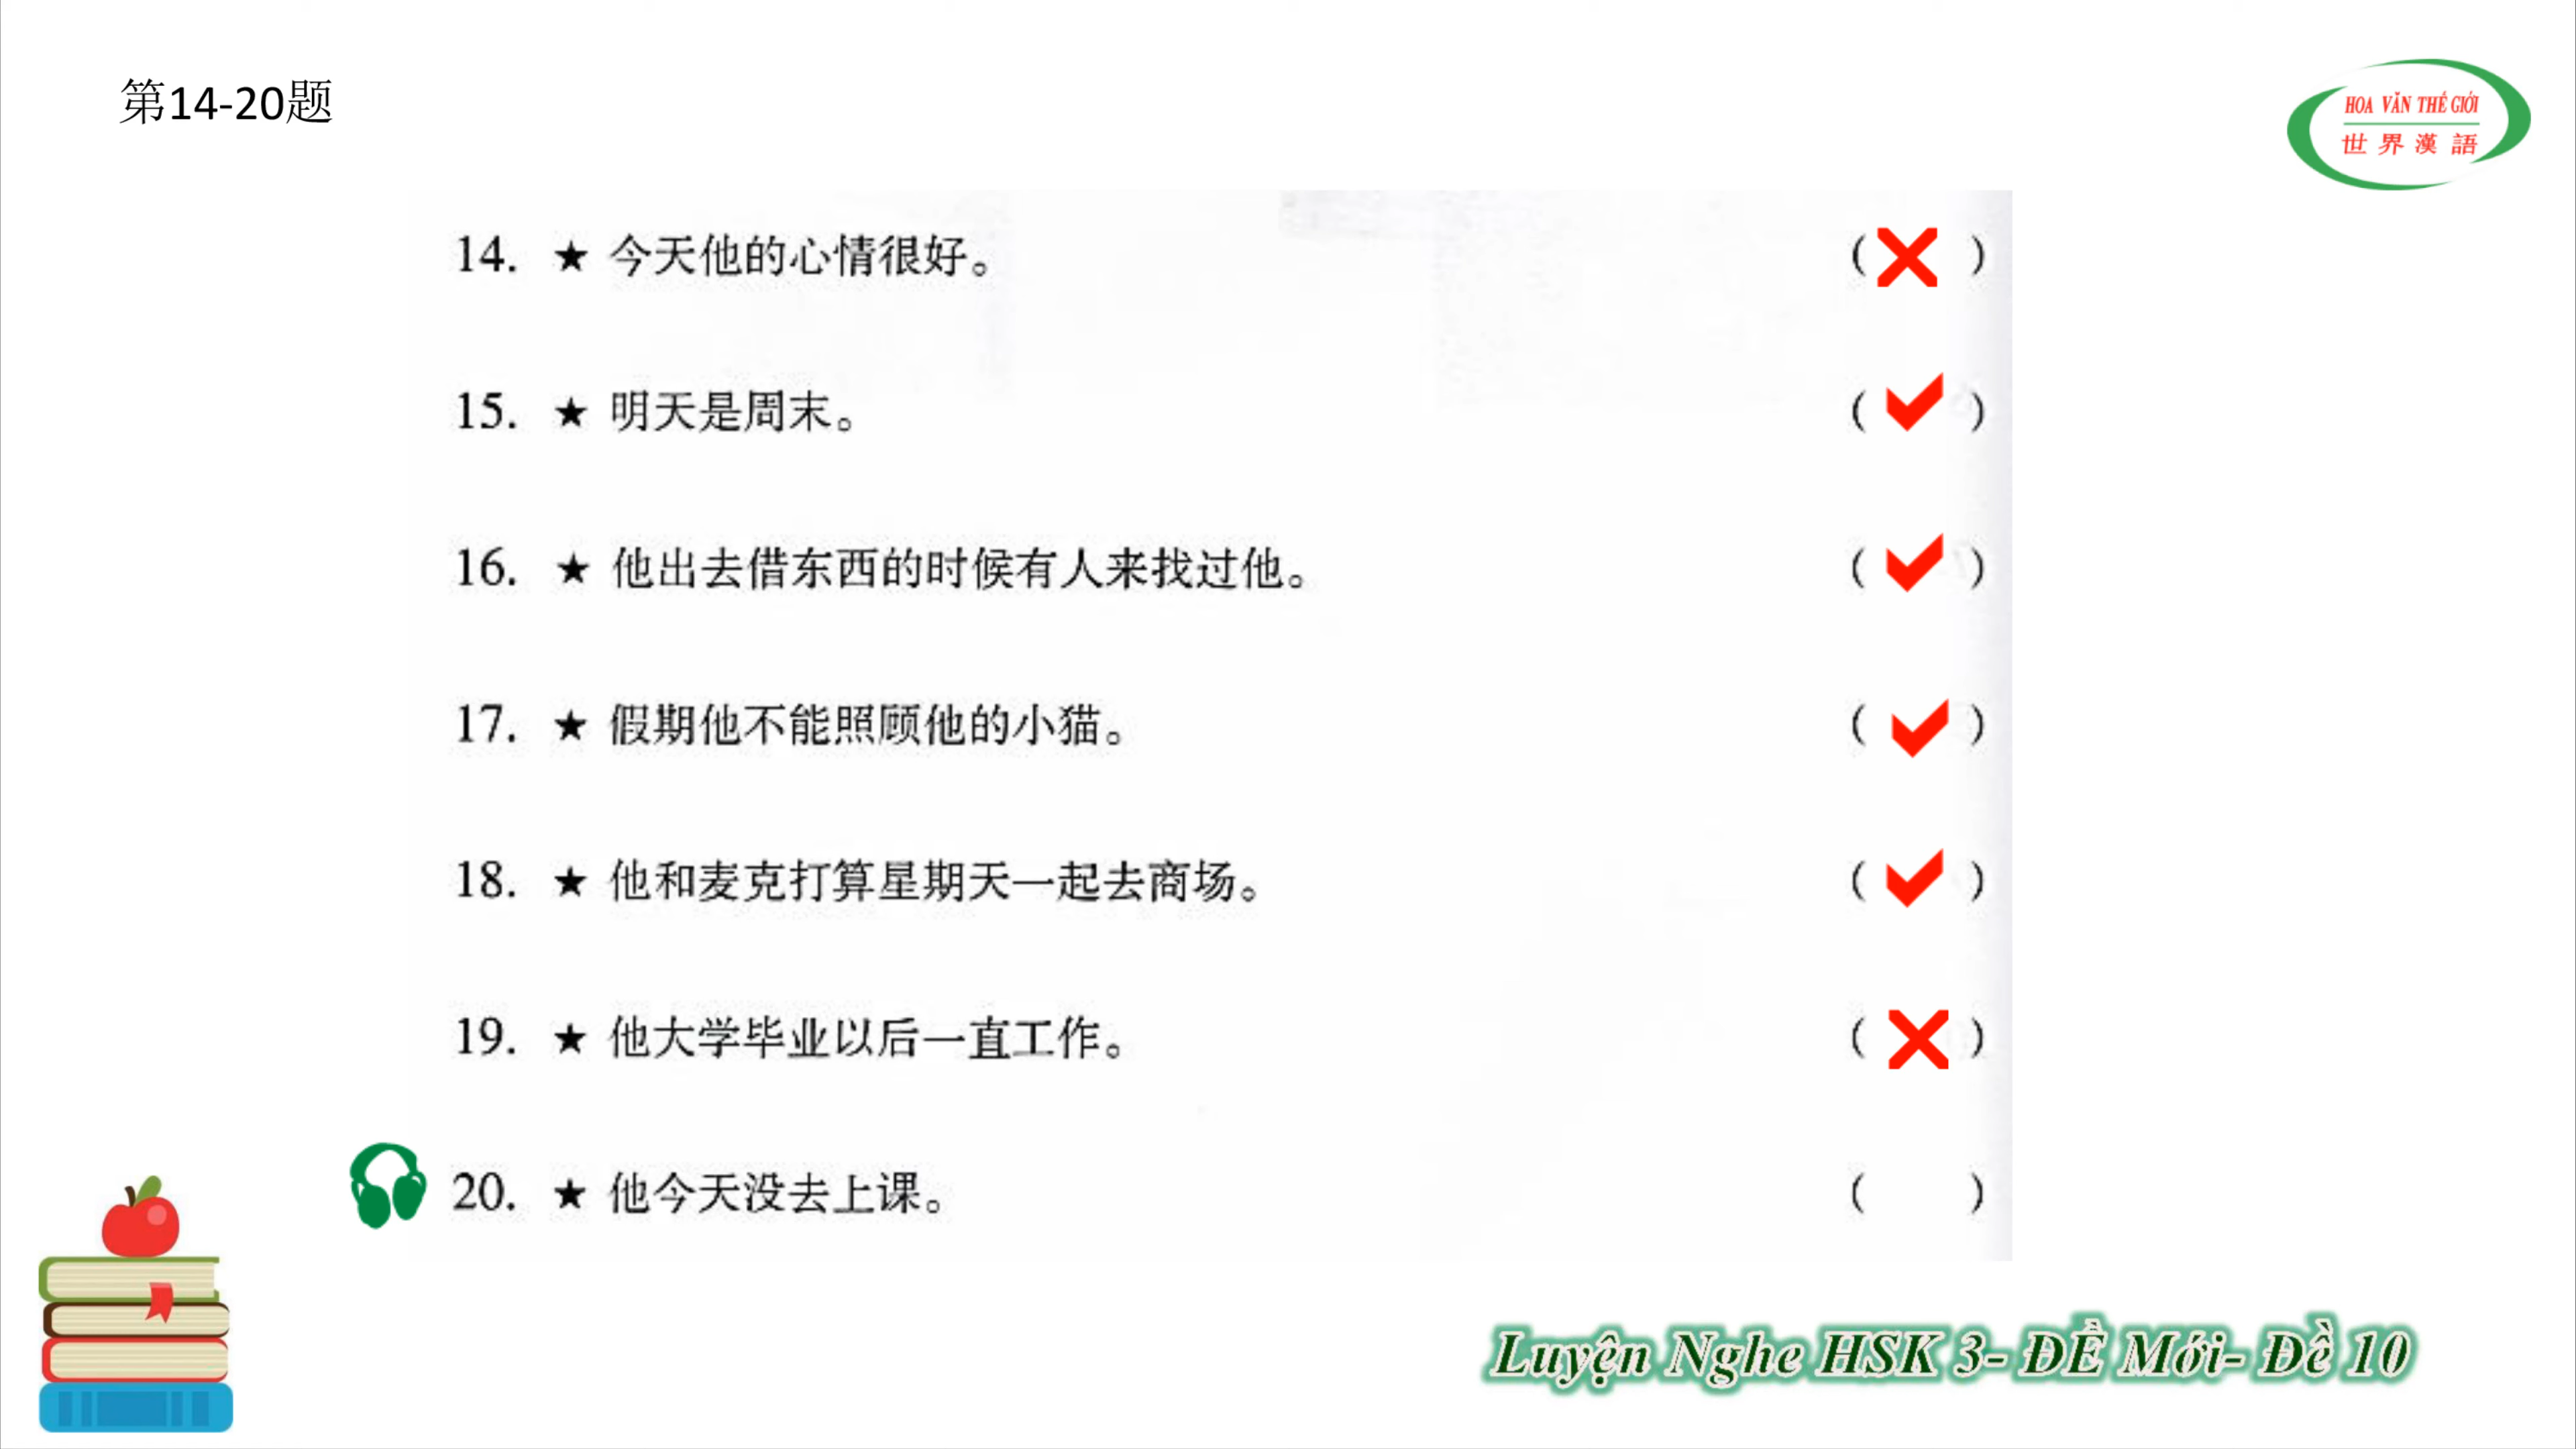 第14-20题
HOA VĂN THẾ GIỚI
世界漢語
14. ★ 今天他的心情很好。 ( ✗ )
15. ★ 明天是周末。 ( ✓ )
16. ★ 他出去借东西的时候有人来找过他。 ( ✓ )
17. ★ 假期他不能照顾他的小猫。 ( ✓ )
18. ★ 他和麦克打算星期天一起去商场。 ( ✓ )
19. ★ 他大学毕业以后一直工作。 ( ✗ )
20. ★ 他今天没去上课。 ( )
Luyện Nghe HSK 3- ĐỀ Mới- Đề 10